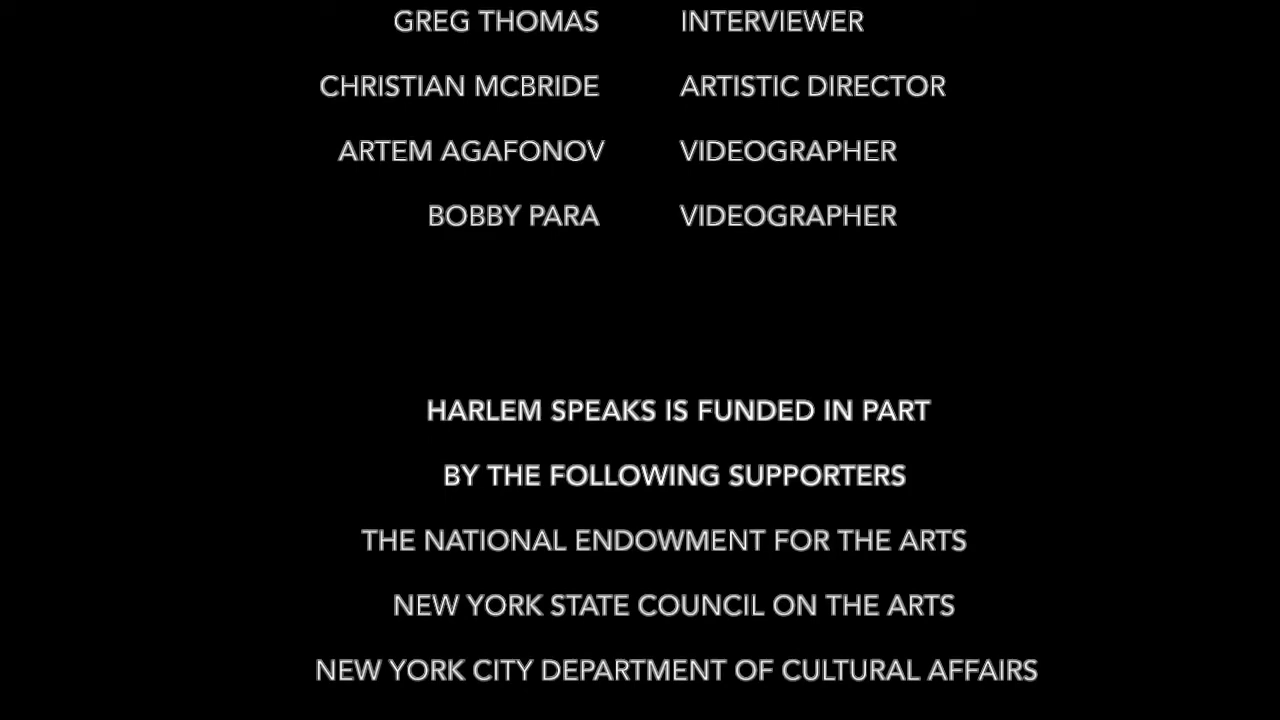 GREG THOMAS INTERVIEWER
CHRISTIAN MCBRIDE ARTISTIC DIRECTOR
ARTEM AGAFONOV VIDEOGRAPHER
BOBBY PARA VIDEOGRAPHER
HARLEM SPEAKS IS FUNDED IN PART
BY THE FOLLOWING SUPPORTERS
THE NATIONAL ENDOWMENT FOR THE ARTS
NEW YORK STATE COUNCIL ON THE ARTS
NEW YORK CITY DEPARTMENT OF CULTURAL AFFAIRS